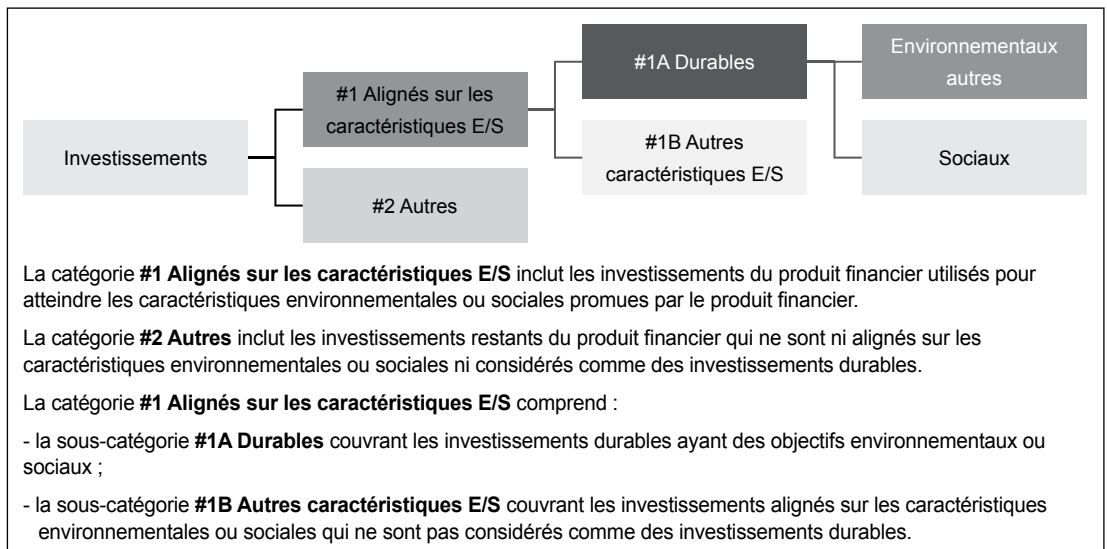 Investissements
#1 Alignés sur les
caractéristiques E/S
#2 Autres
#1A Durables
#1B Autres
caractéristiques E/S
Environnementaux
autres
Sociaux
La catégorie #1 Alignés sur les caractéristiques E/S inclut les investissements du produit financier utilisés pour
atteindre les caractéristiques environnementales ou sociales promues par le produit financier.
La catégorie #2 Autres inclut les investissements restants du produit financier qui ne sont ni alignés sur les
caractéristiques environnementales ou sociales ni considérés comme des investissements durables.
La catégorie #1 Alignés sur les caractéristiques E/S comprend :
- la sous-catégorie #1A Durables couvrant les investissements durables ayant des objectifs environnementaux ou
sociaux ;
- la sous-catégorie #1B Autres caractéristiques E/S couvrant les investissements alignés sur les caractéristiques
environnementales ou sociales qui ne sont pas considérés comme des investissements durables.